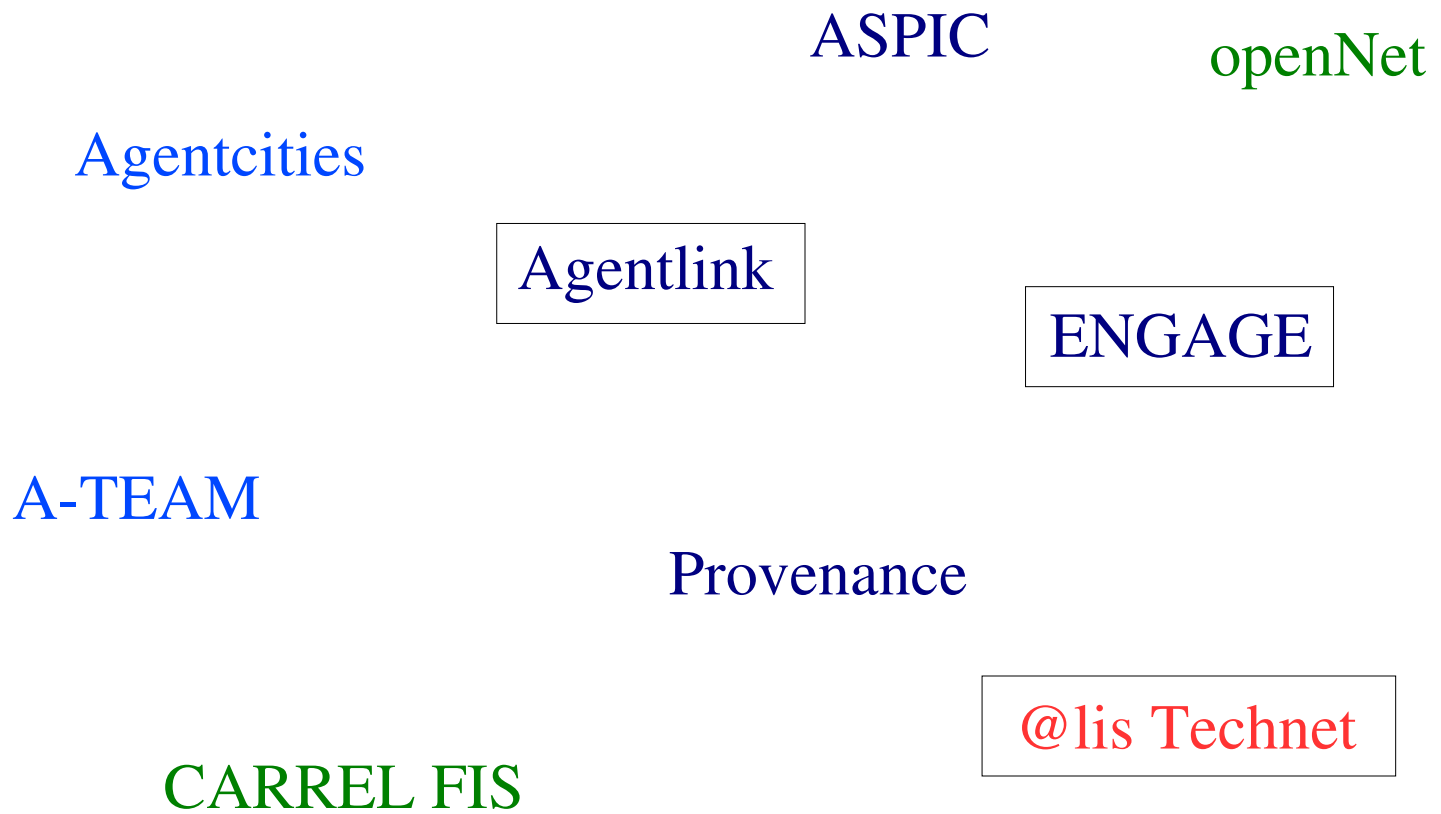 ASPIC
openNet
Agentcities
Agentlink
ENGAGE
A-TEAM
Provenance
@lis Technet
CARREL FIS